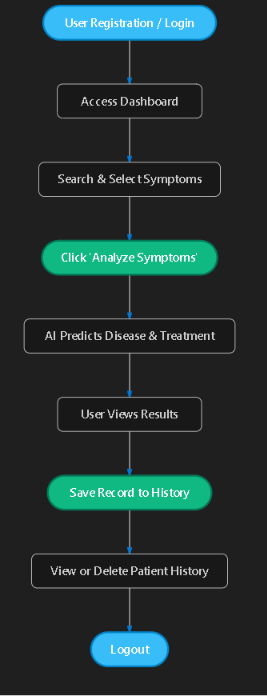 User Registration / Login
Access Dashboard
Search & Select Symptoms
Click 'Analyze Symptoms'
AI Predicts Disease & Treatment
User Views Results
Save Record to History
View or Delete Patient History
Logout